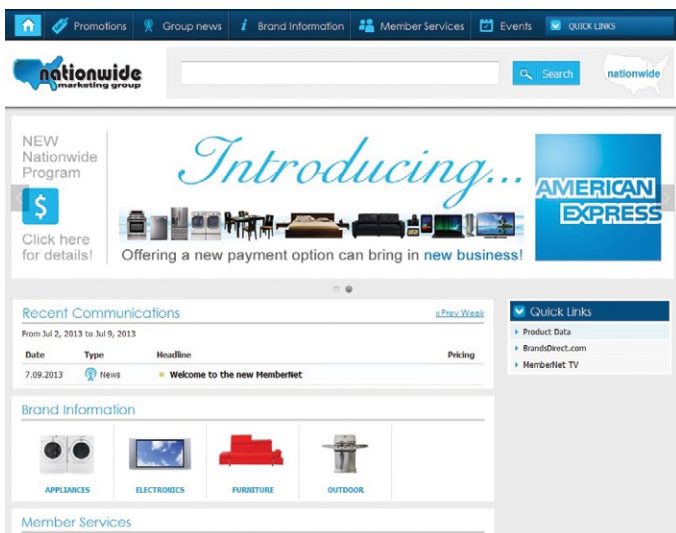 Promotions Group news i Brand Information Member Services Events QUICK LINKS
nationwide
marketing group
Search
nationwide
NEW
Nationwide
Program
$
Click here
for details!
Introducing...
Offering a new payment option can bring in new business!
AMERICAN
EXPRESS
Recent Communications
« Prev Week
From Jul 2, 2013 to Jul 9, 2013
Date Type Headline Pricing
7.09.2013 News Welcome to the new MemberNet
Quick Links
Product Data
BrandsDirect.com
MemberNet TV
Brand Information
APPLIANCES ELECTRONICS FURNITURE OUTDOOR
Member Services